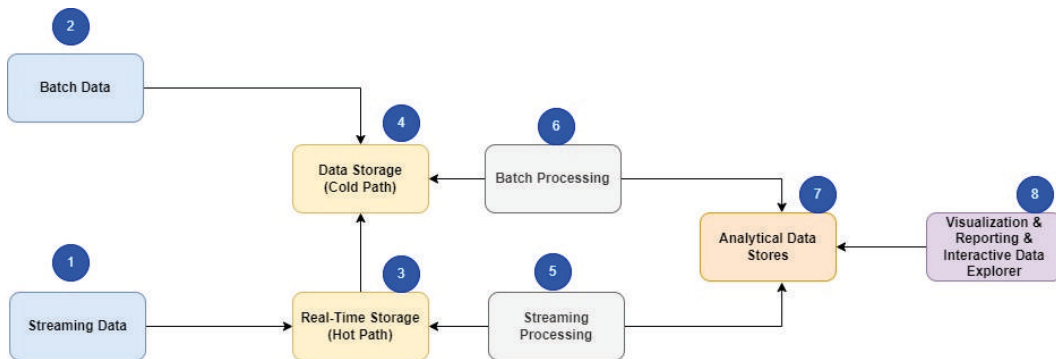 2
Batch Data
4
6
Data Storage
(Cold Path)
Batch Processing
7
8
Analytical Data
Stores
Visualization &
Reporting &
Interactive Data
Explorer
1
3
5
Streaming Data
Real-Time Storage
(Hot Path)
Streaming
Processing